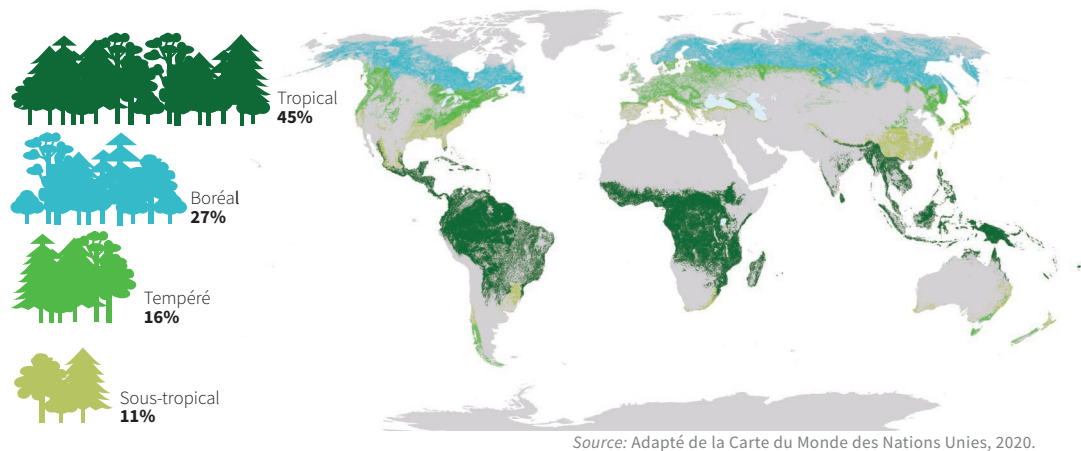 Tropical
45%
Boréal
27%
Tempéré
16%
Sous-tropical
11%
Source: Adapté de la Carte du Monde des Nations Unies, 2020.